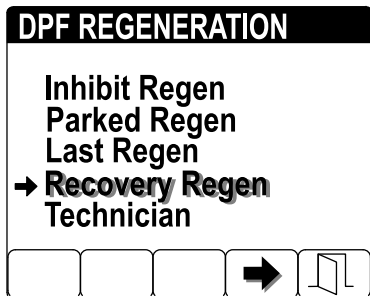 DPF REGENERATION
Inhibit Regen
Parked Regen
Last Regen
Recovery Regen
Technician